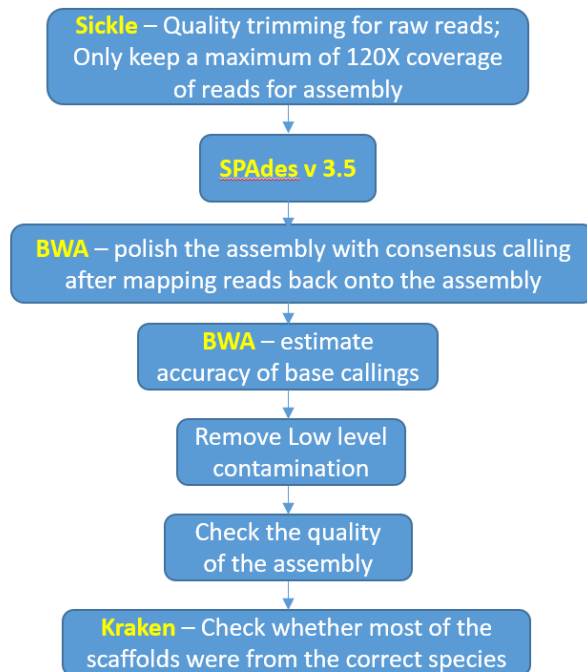 Sickle – Quality trimming for raw reads;
Only keep a maximum of 120X coverage
of reads for assembly
SPAdes v 3.5
BWA – polish the assembly with consensus calling
after mapping reads back onto the assembly
BWA – estimate
accuracy of base callings
Remove Low level
contamination
Check the quality
of the assembly
Kraken – Check whether most of the
scaffolds were from the correct species